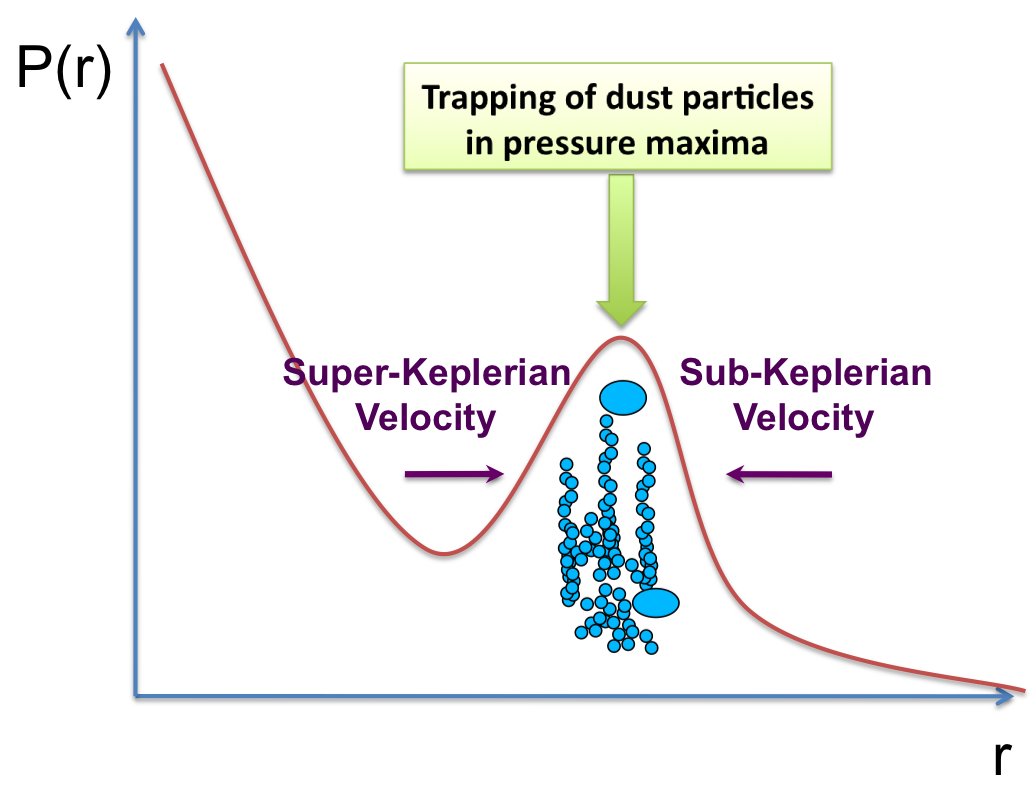 P(r)
Trapping of dust particles
in pressure maxima
Super-Keplerian
Velocity
Sub-Keplerian
Velocity
r